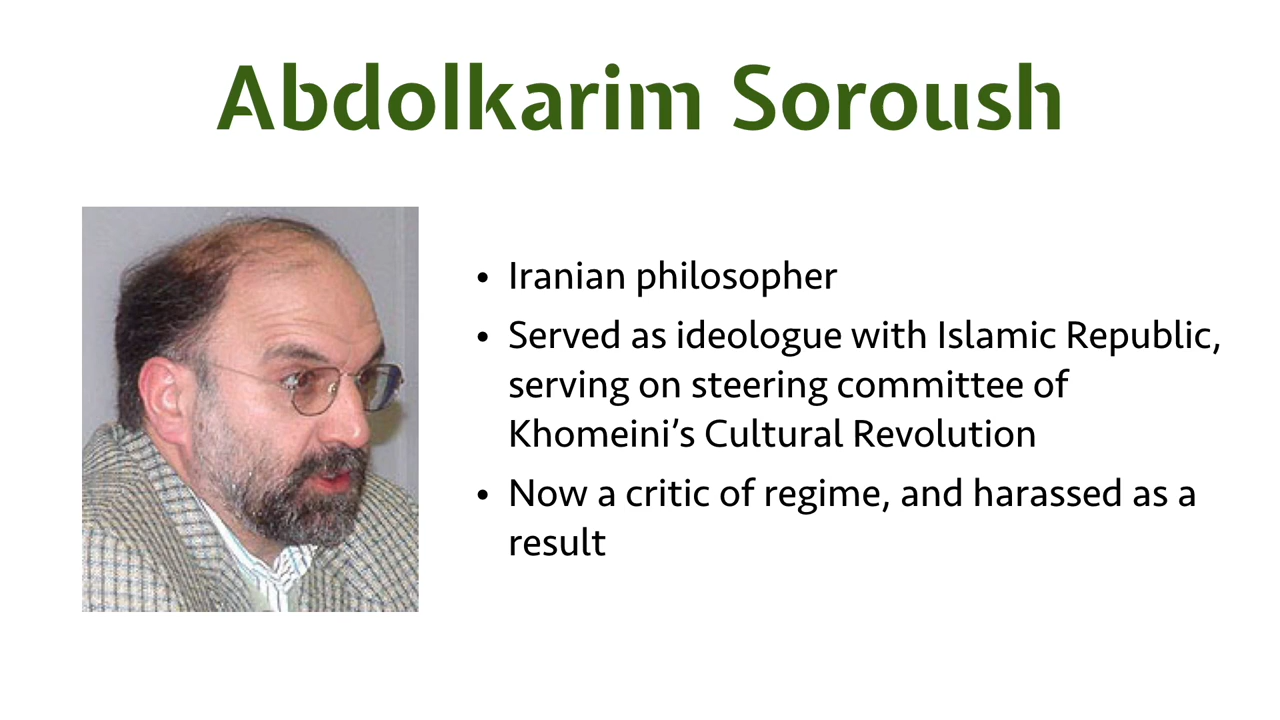 Abdolkarim Soroush
• Iranian philosopher
• Served as ideologue with Islamic Republic,
serving on steering committee of
Khomeini’s Cultural Revolution
• Now a critic of regime, and harassed as a
result